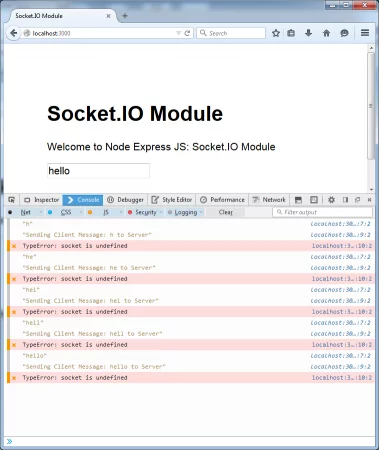 Socket.IO Module
localhost:3000
Search
Socket.IO Module
Welcome to Node Express JS: Socket.IO Module
hello
Inspector Console Debugger Style Editor Performance Network
Net CSS JS Security Logging Clear Filter output
"h" localhost:30…:7:2
"Sending Client Message: h to Server" localhost:30…:9:2
TypeError: socket is undefined localhost:3…:10:2
"he" localhost:30…:7:2
"Sending Client Message: he to Server" localhost:30…:9:2
TypeError: socket is undefined localhost:3…:10:2
"hel" localhost:30…:7:2
"Sending Client Message: hel to Server" localhost:30…:9:2
TypeError: socket is undefined localhost:3…:10:2
"hell" localhost:30…:7:2
"Sending Client Message: hell to Server" localhost:30…:9:2
TypeError: socket is undefined localhost:3…:10:2
"hello" localhost:30…:7:2
"Sending Client Message: hello to Server" localhost:30…:9:2
TypeError: socket is undefined localhost:3…:10:2